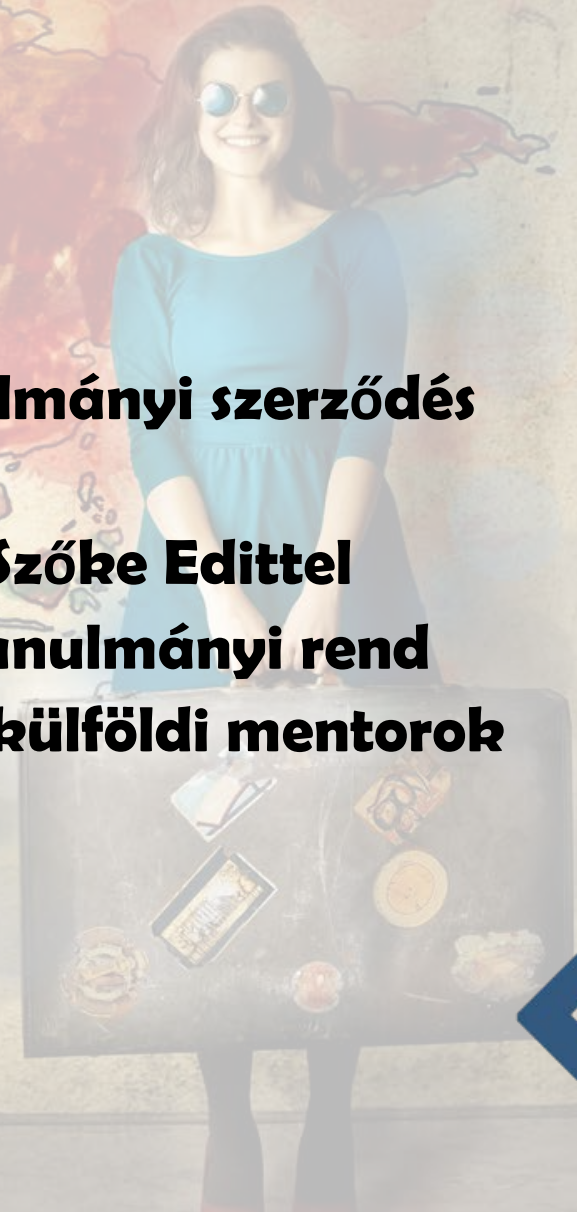 lmányi szerződés
Szőke Edittel
anulmányi rend
külföldi mentorok